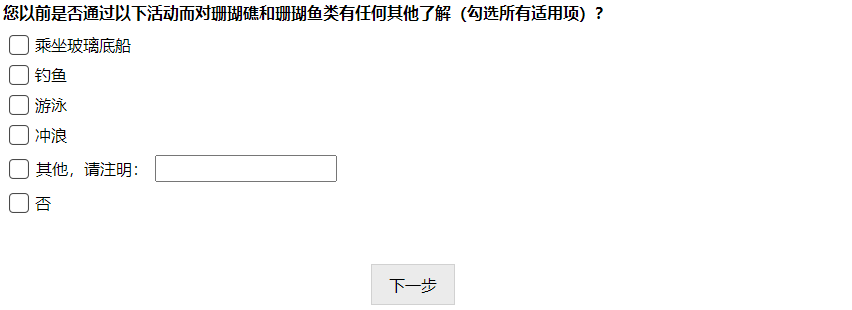 您以前是否通过以下活动而对珊瑚礁和珊瑚鱼类有任何其他了解（勾选所有适用项）？
乘坐玻璃底船
钓鱼
游泳
冲浪
其他，请注明：
否
下一步